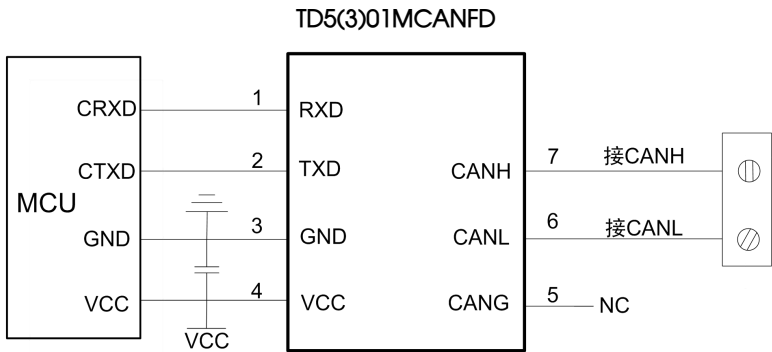 TD5(3)01MCANFD
CRXD 1 RXD
CTXD 2 TXD
CANH 7 接CANH
MCU
GND 3 GND
CANL 6 接CANL
VCC 4 VCC
CANG 5 NC
VCC